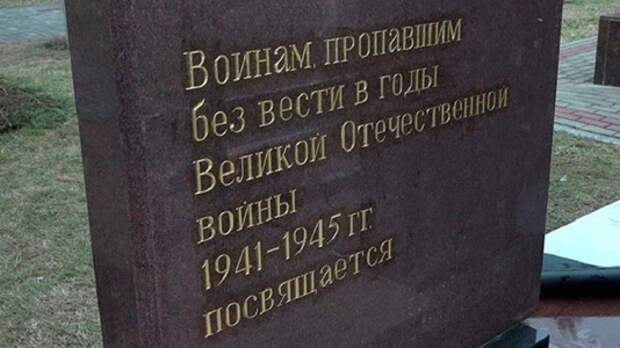 Воинам, пропавшим
без вести в годы
Великой Отечественной
войны
1941-1945 гг.
посвящается